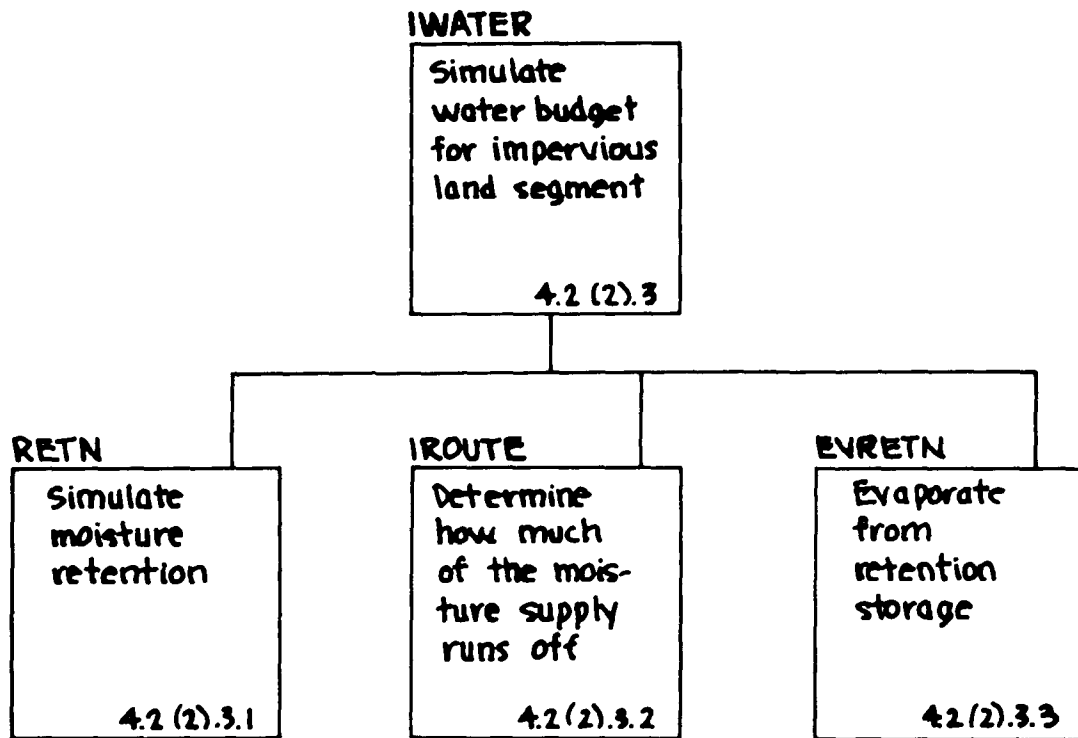 IWATER
Simulate
water budget
for impervious
land segment
4.2 (2).3
RETN
Simulate
moisture
retention
4.2 (2).3.1
IROUTE
Determine
how much
of the mois-
ture supply
runs off
4.2 (2).3.2
EVRETN
Evaporate
from
retention
storage
4.2 (2).3.3